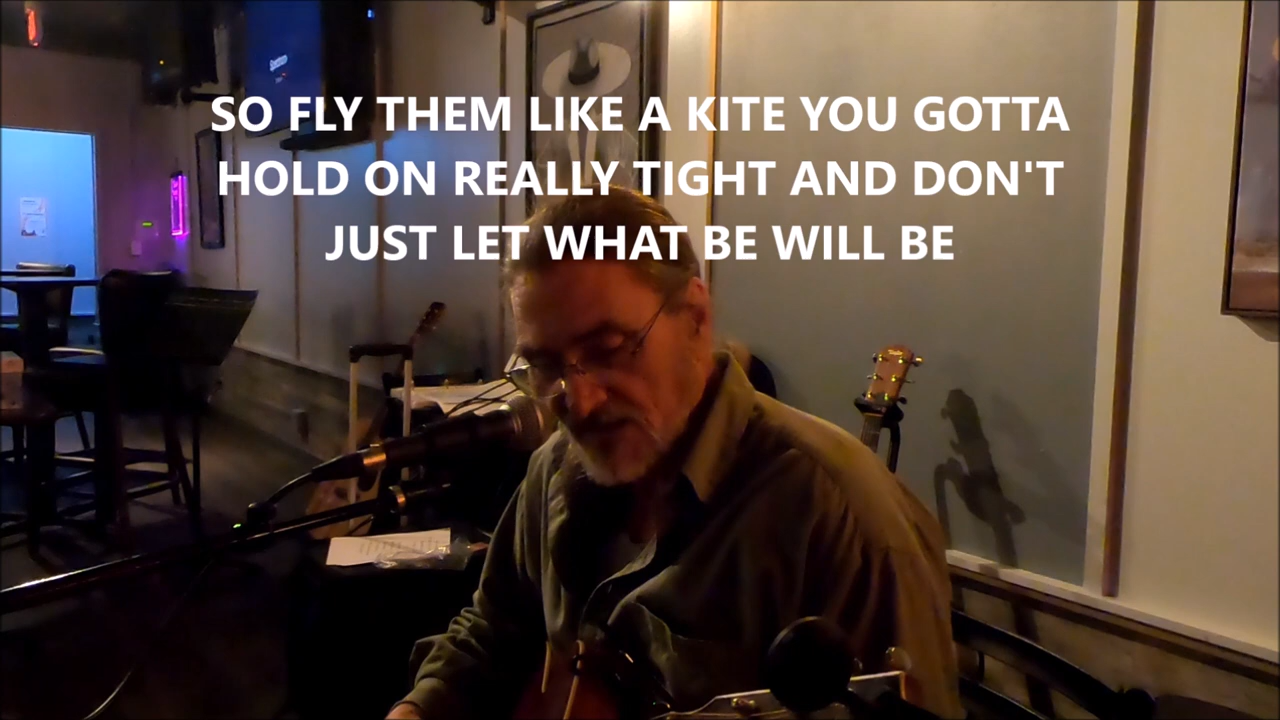 Spectrum
SO FLY THEM LIKE A KITE YOU GOTTA
HOLD ON REALLY TIGHT AND DON'T
JUST LET WHAT BE WILL BE